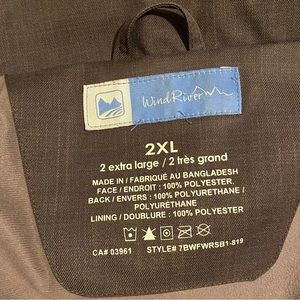 WindRiver
2XL
2 extra large / 2 très grand
MADE IN / FABRIQUÉ AU BANGLADESH
FACE / ENDROIT : 100% POLYESTER,
BACK / ENVERS : 100% POLYURETHANE /
POLYURÉTHANE
LINING / DOUBLURE : 100% POLYESTER
CA# 03961 STYLE# 7BWFWRSB1-819